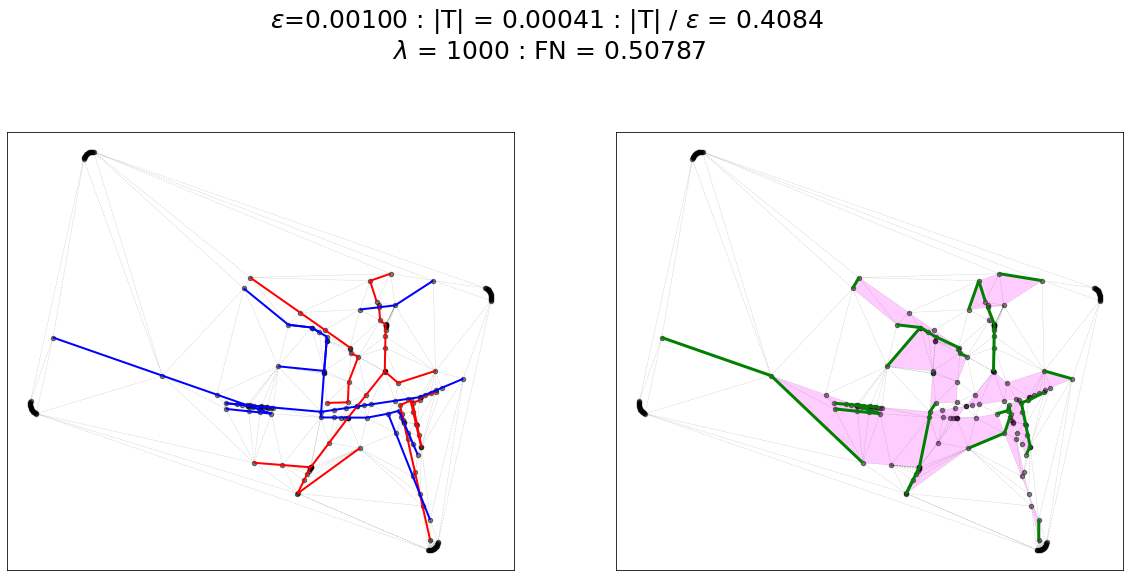 ε=0.00100 : |T| = 0.00041 : |T| / ε = 0.4084
λ = 1000 : FN = 0.50787